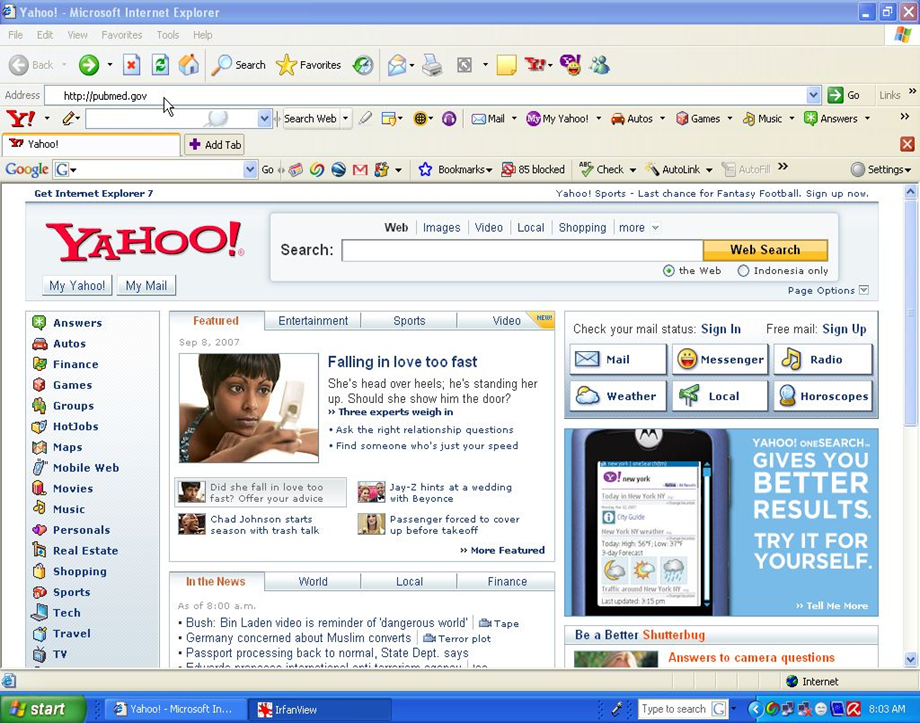 Yahoo! - Microsoft Internet Explorer
File Edit View Favorites Tools Help
Back Search Favorites
Address http://pubmed.gov Go Links »
Y! Search Web Mail My Yahoo! Autos Games Music Answers »
Yahoo! Add Tab
Google G Go Bookmarks 85 blocked Check AutoLink AutoFill » Settings
Get Internet Explorer 7 Yahoo! Sports - Last chance for Fantasy Football. Sign up now.
YAHOO!
Web Images Video Local Shopping more
Search: Web Search
the Web Indonesia only
My Yahoo! My Mail
Page Options
Answers
Autos
Finance
Games
Groups
HotJobs
Maps
Mobile Web
Movies
Music
Personals
Real Estate
Shopping
Sports
Tech
Travel
TV
Featured Entertainment Sports Video NEW!
Sep 8, 2007
Falling in love too fast
She's head over heels; he's standing her
up. Should she show him the door?
» Three experts weigh in
• Ask the right relationship questions
• Find someone who's just your speed
Did she fall in love too
fast? Offer your advice
Jay-Z hints at a wedding
with Beyonce
Chad Johnson starts
season with trash talk
Passenger forced to cover
up before takeoff
» More Featured
In the News World Local Finance
As of 8:00 a.m.
• Bush: Bin Laden video is reminder of 'dangerous world' Tape
• Germany concerned about Muslim converts Terror plot
• Passport processing back to normal, State Dept. says
Check your mail status: Sign In Free mail: Sign Up
Mail Messenger Radio
Weather Local Horoscopes
YAHOO! ONESEARCH™
GIVES YOU
BETTER
RESULTS.
TRY IT FOR
YOURSELF.
» Tell Me More
Y! new york
Today in New York NY
City Guide
New York NY weather
Today: High: 56°F, Low: 37°F
3-day Forecast
Traffic around New York NY
Last updated: 3:15 pm
Be a Better Shutterbug
Answers to camera questions
Internet
start Yahoo! - Microsoft In... IrfanView Type to search 8:03 AM